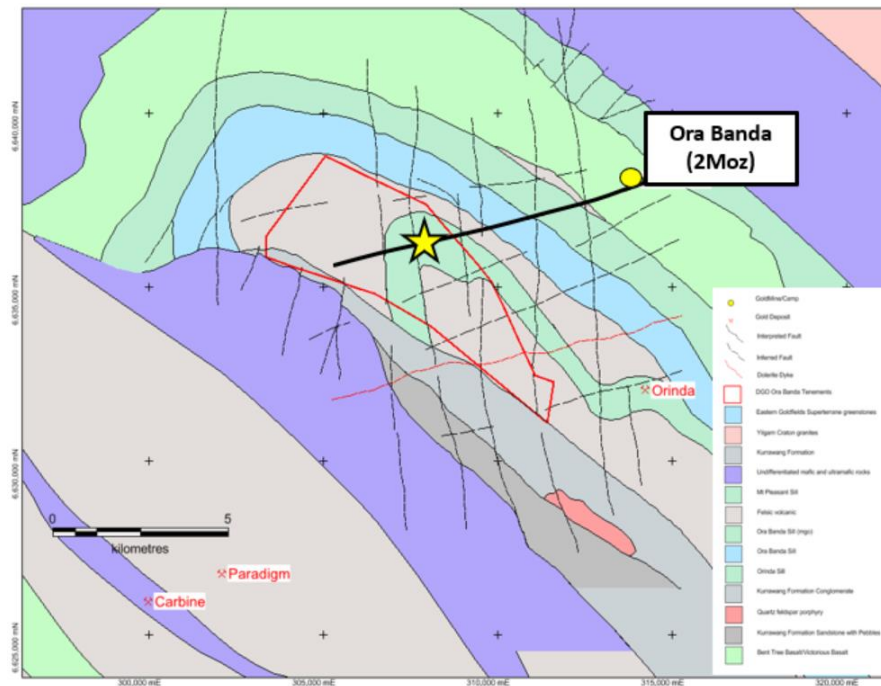 6,640,000 mN
6,635,000 mN
6,630,000 mN
6,625,000 mN
Ora Banda
(2Moz)
Orinda
Paradigm
Carbine
0
5
kilometres
300,000 mE
305,000 mE
310,000 mE
315,000 mE
320,000 mE
GoldMine/Camp
Gold Deposit
Interpreted Fault
Inferred Fault
Dolerite Dyke
DGO Ora Banda Tenements
Eastern Goldfields Superterrane greenstones
Yilgarn Craton granites
Kurrawang Formation
Undifferentiated mafic and ultramafic rocks
Mt Pleasant Sill
Felsic volcanic
Ora Banda Sill (mgo)
Ora Banda Sill
Orinda Sill
Kurrawang Formation Conglomerate
Quartz feldspar porphyry
Kurrawang Formation Sandstone with Pebbles
Bent Tree Basalt/Victorious Basalt